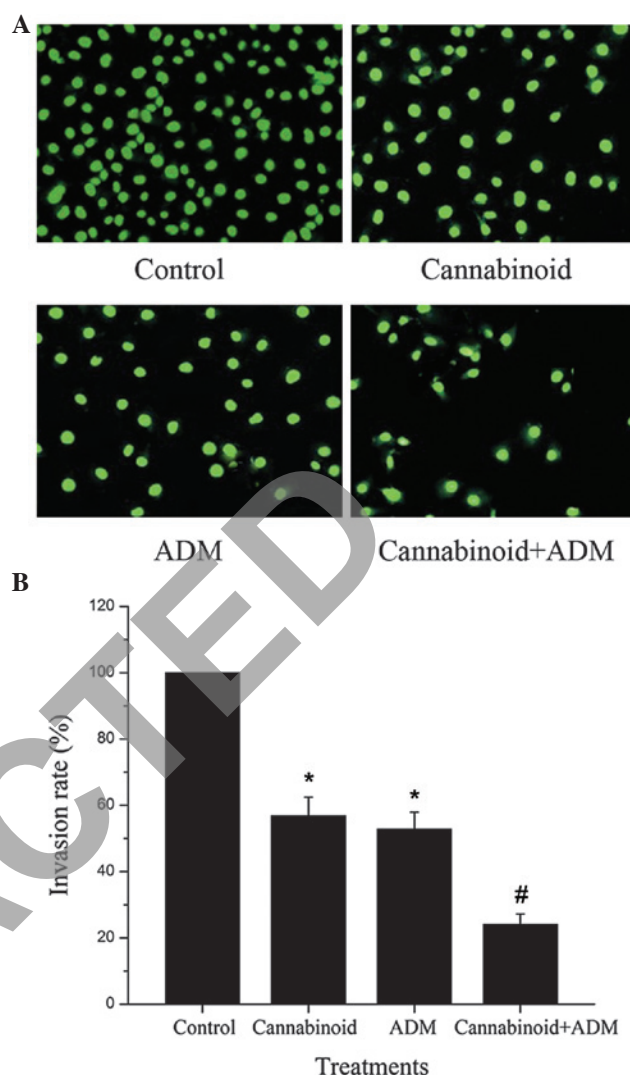 A
Control Cannabinoid
ADM Cannabinoid+ADM
B
120
100
80
60
40
20
0
Invasion rate (%)
*
*
#
Control Cannabinoid ADM Cannabinoid+ADM
Treatments
ACTED